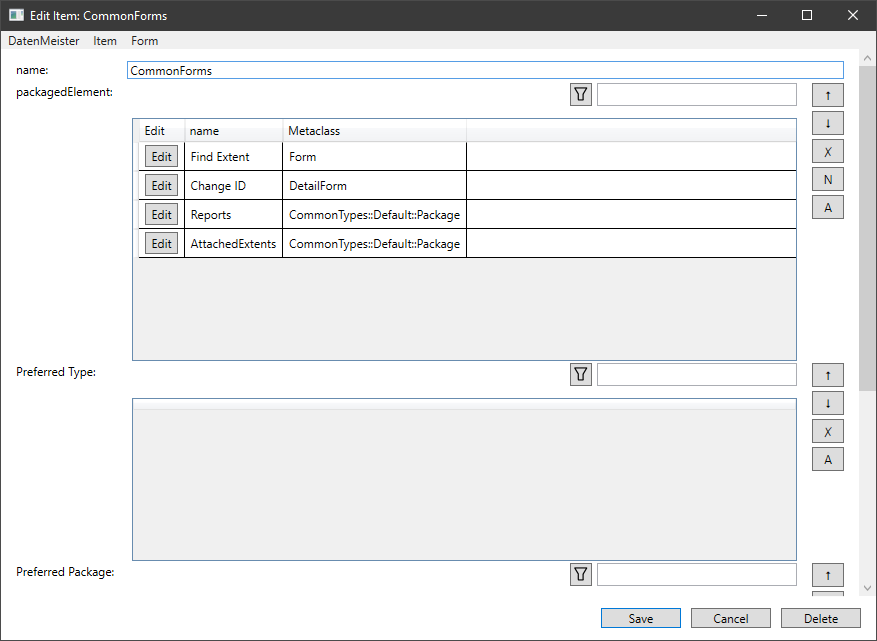 Edit Item: CommonForms
DatenMeister Item Form
name: CommonForms
packagedElement:
↑
↓
X
N
A
Edit name Metaclass
Edit Find Extent Form
Edit Change ID DetailForm
Edit Reports CommonTypes::Default::Package
Edit AttachedExtents CommonTypes::Default::Package
Preferred Type:
↑
↓
X
A
Preferred Package:
↑
Save Cancel Delete